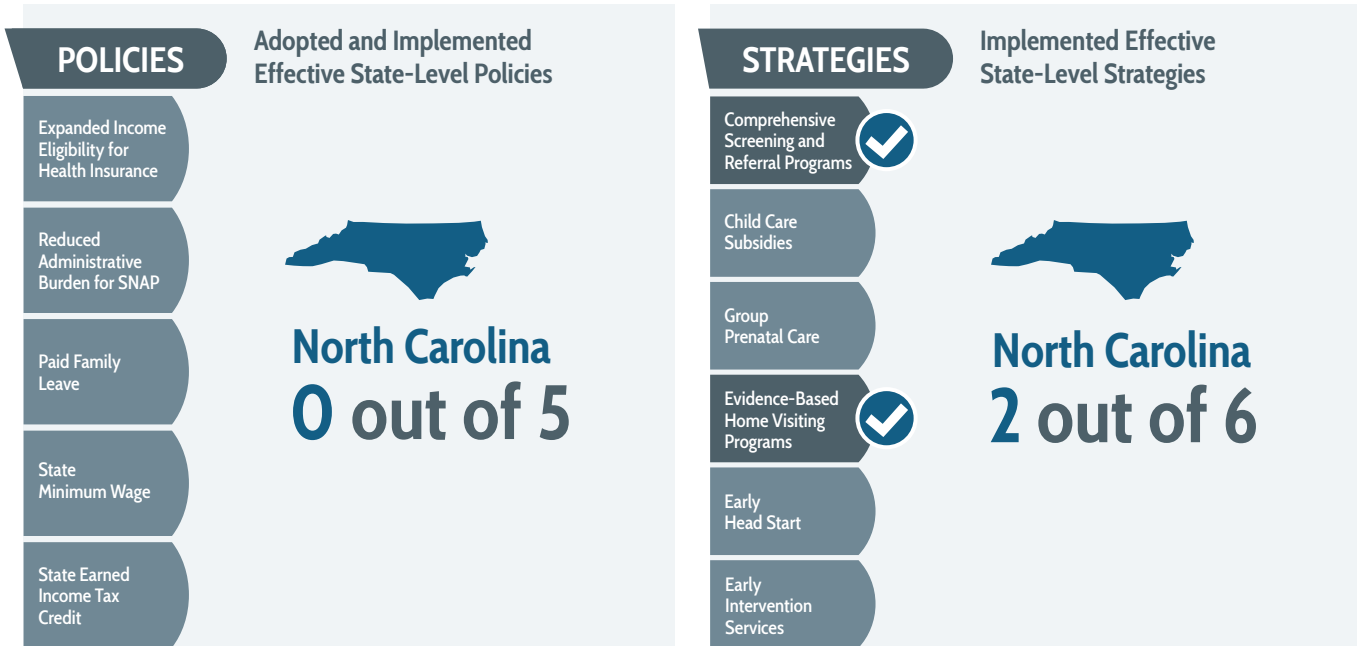 POLICIES
Adopted and Implemented
Effective State-Level Policies
Expanded Income
Eligibility for
Health Insurance
Reduced
Administrative
Burden for SNAP
Paid Family
Leave
State
Minimum Wage
State Earned
Income Tax
Credit
North Carolina
0 out of 5
STRATEGIES
Implemented Effective
State-Level Strategies
Comprehensive
Screening and
Referral Programs
Child Care
Subsidies
Group
Prenatal Care
Evidence-Based
Home Visiting
Programs
Early
Head Start
Early
Intervention
Services
North Carolina
2 out of 6